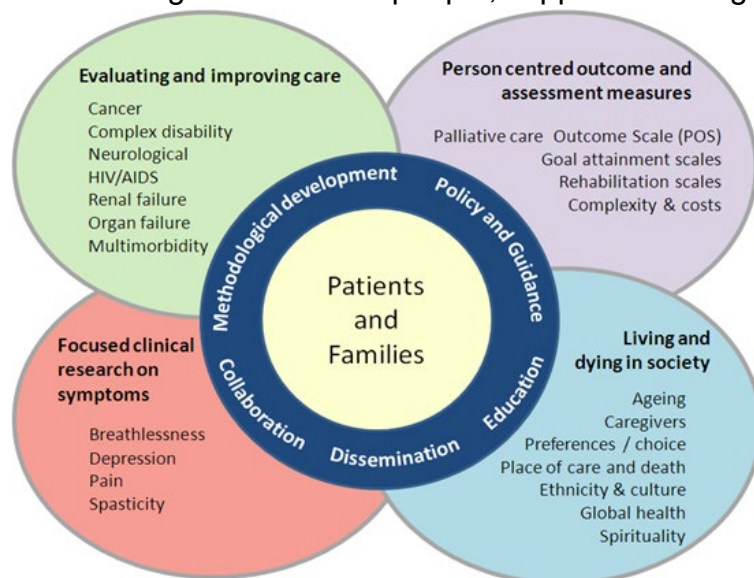 Evaluating and improving care
Cancer
Complex disability
Neurological
HIV/AIDS
Renal failure
Organ failure
Multimorbidity
Person centred outcome and
assessment measures
Palliative care Outcome Scale (POS)
Goal attainment scales
Rehabilitation scales
Complexity & costs
Methodological development
Policy and Guidance
Patients
and
Families
Collaboration
Dissemination
Education
Focused clinical
research on
symptoms
Breathlessness
Depression
Pain
Spasticity
Living and
dying in society
Ageing
Caregivers
Preferences / choice
Place of care and death
Ethnicity & culture
Global health
Spirituality